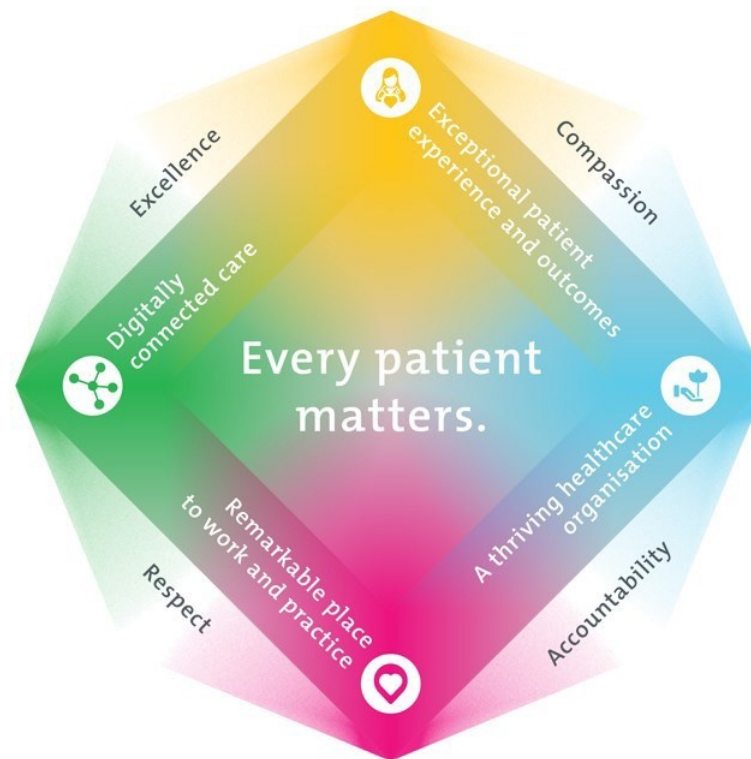 Excellence
Compassion
Exceptional patient
experience and outcomes
Digitally
connected care
Every patient
matters.
Remarkable place
to work and practice
A thriving healthcare
organisation
Respect
Accountability